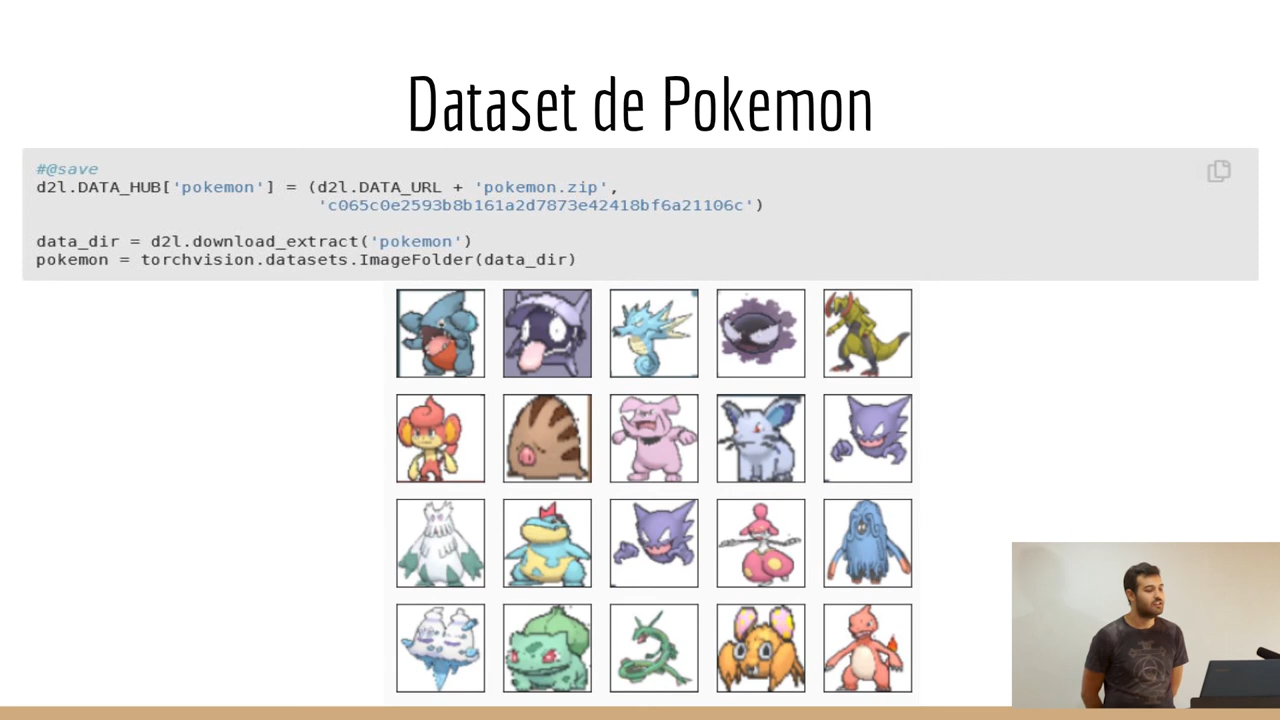 Dataset de Pokemon
#@save
d2l.DATA_HUB['pokemon'] = (d2l.DATA_URL + 'pokemon.zip',
'c065c0e2593b8b161a2d7873e42418bf6a21106c')
data_dir = d2l.download_extract('pokemon')
pokemon = torchvision.datasets.ImageFolder(data_dir)